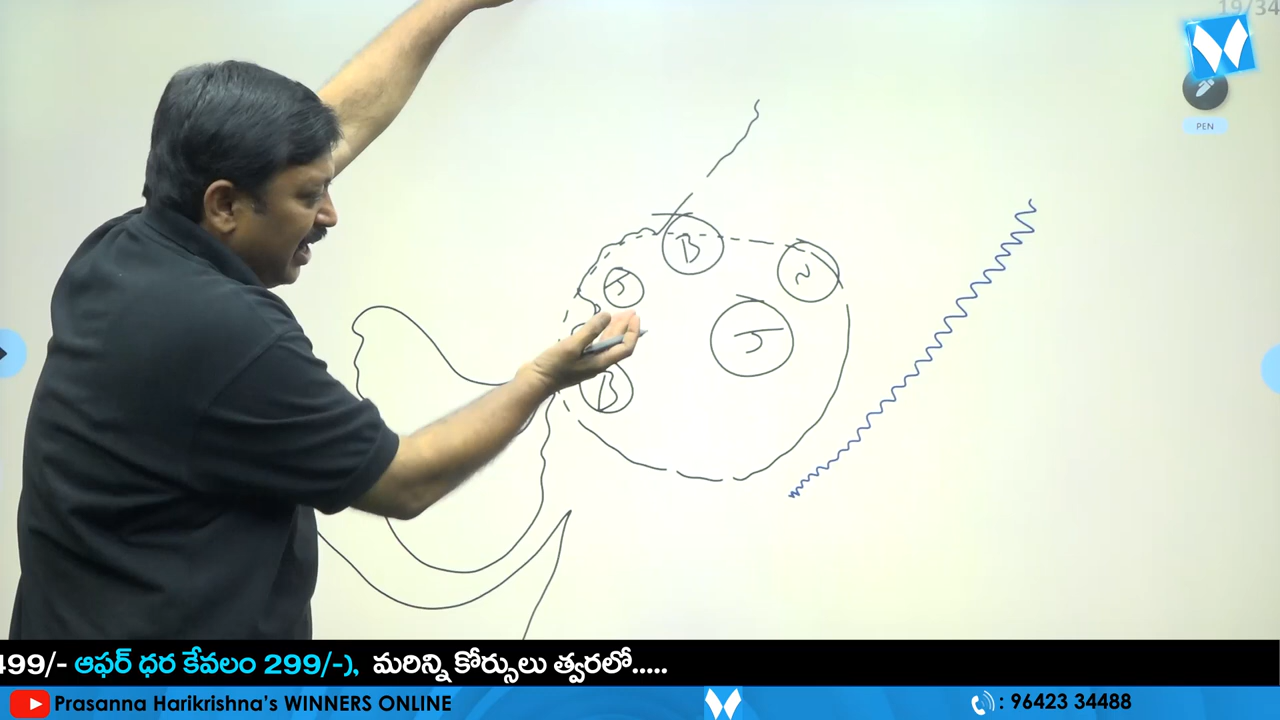 19/34
PEN
B
B
499/- ఆఫర్ ధర కేవలం 299/-), మరిన్ని కోర్సులు త్వరలో.....
Prasanna Harikrishna's WINNERS ONLINE
: 96423 34488